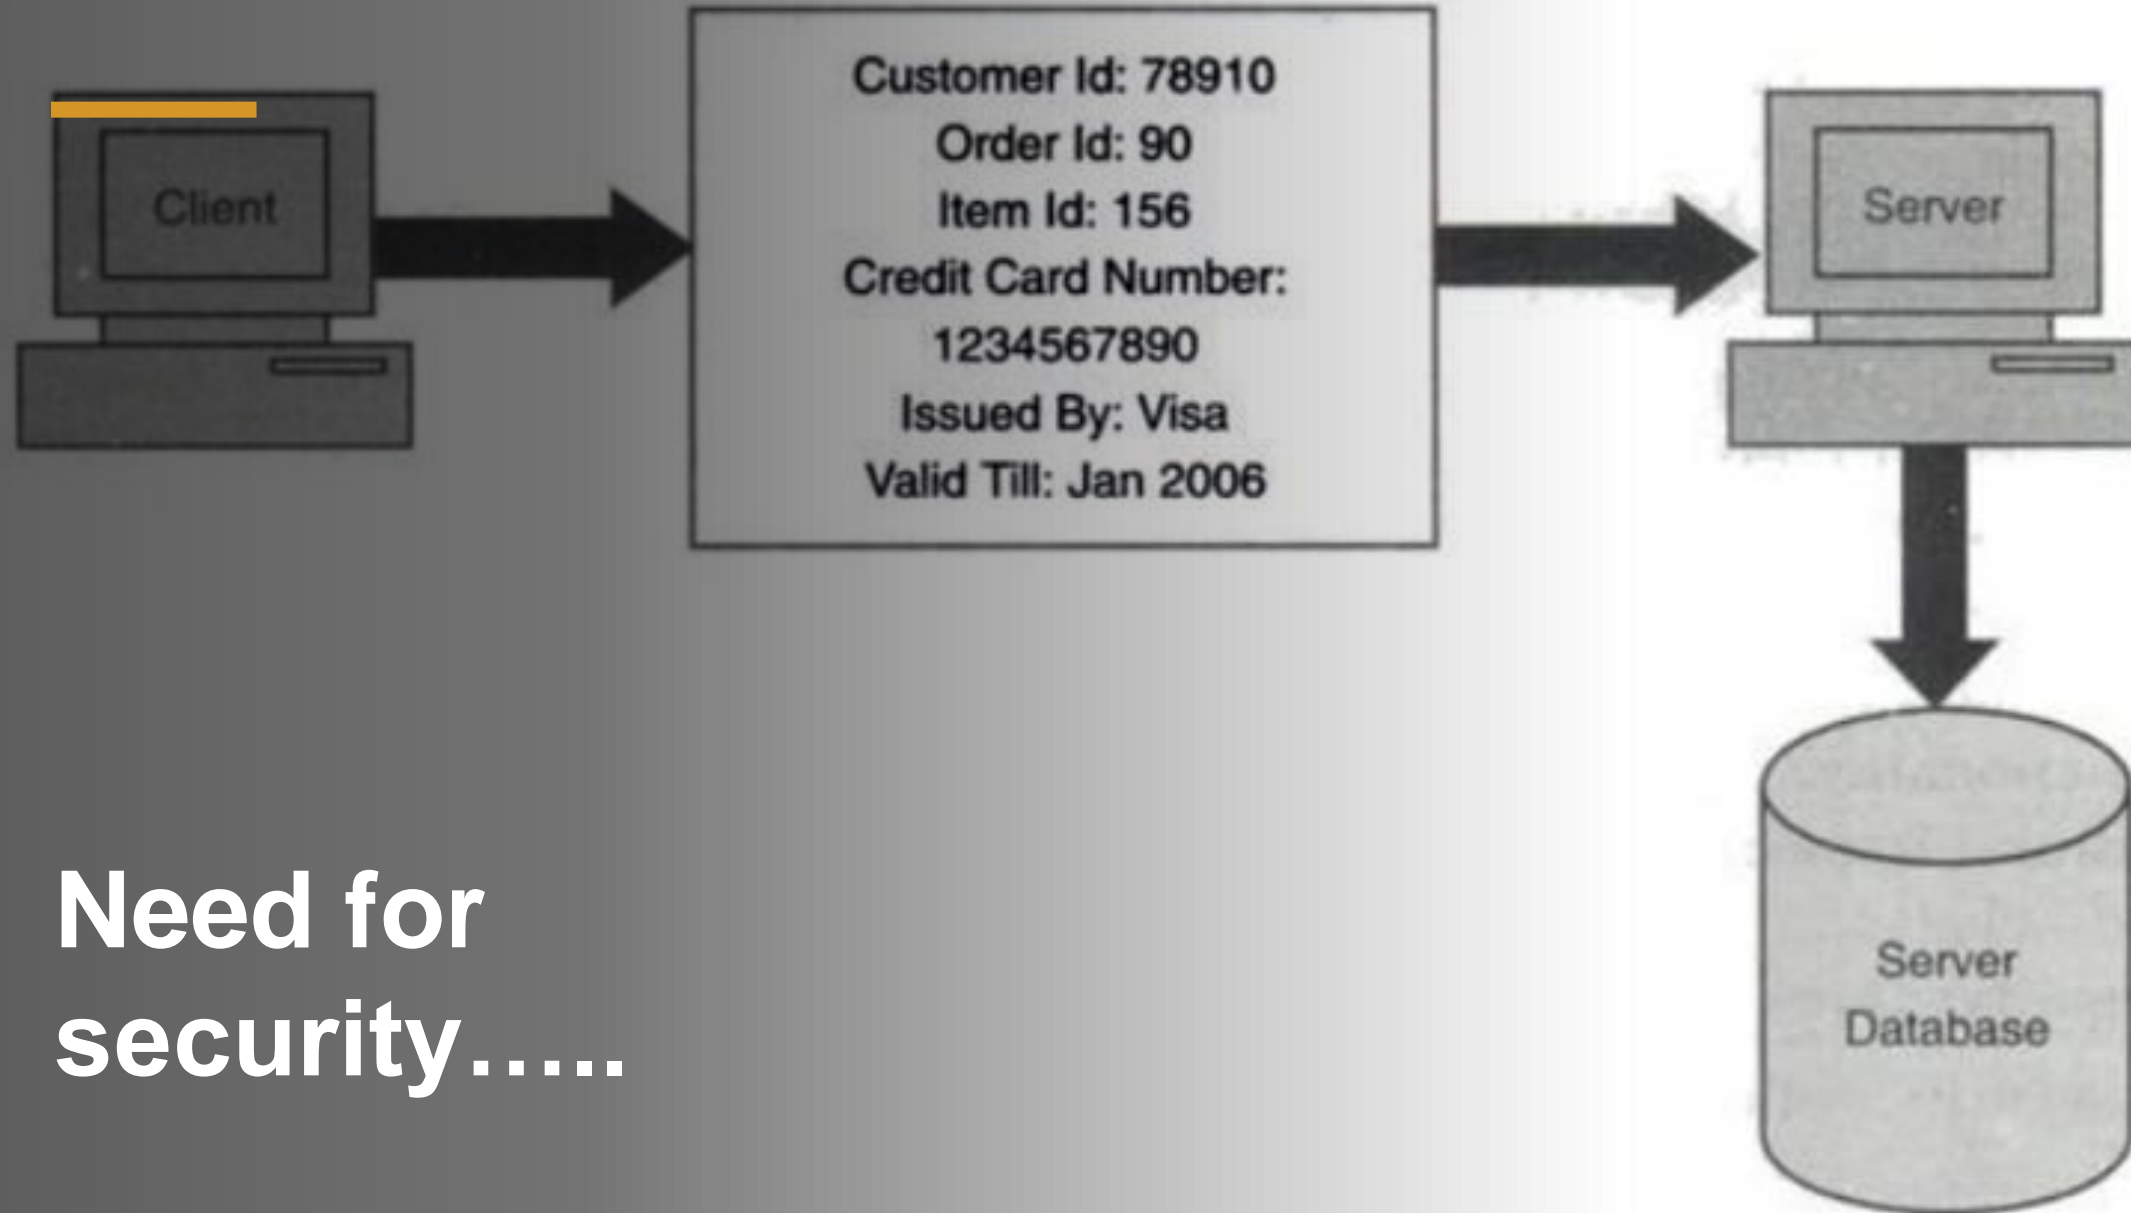 Client
Customer Id: 78910
Order Id: 90
Item Id: 156
Credit Card Number:
1234567890
Issued By: Visa
Valid Till: Jan 2006
Server
Server
Database
Need for
security.....